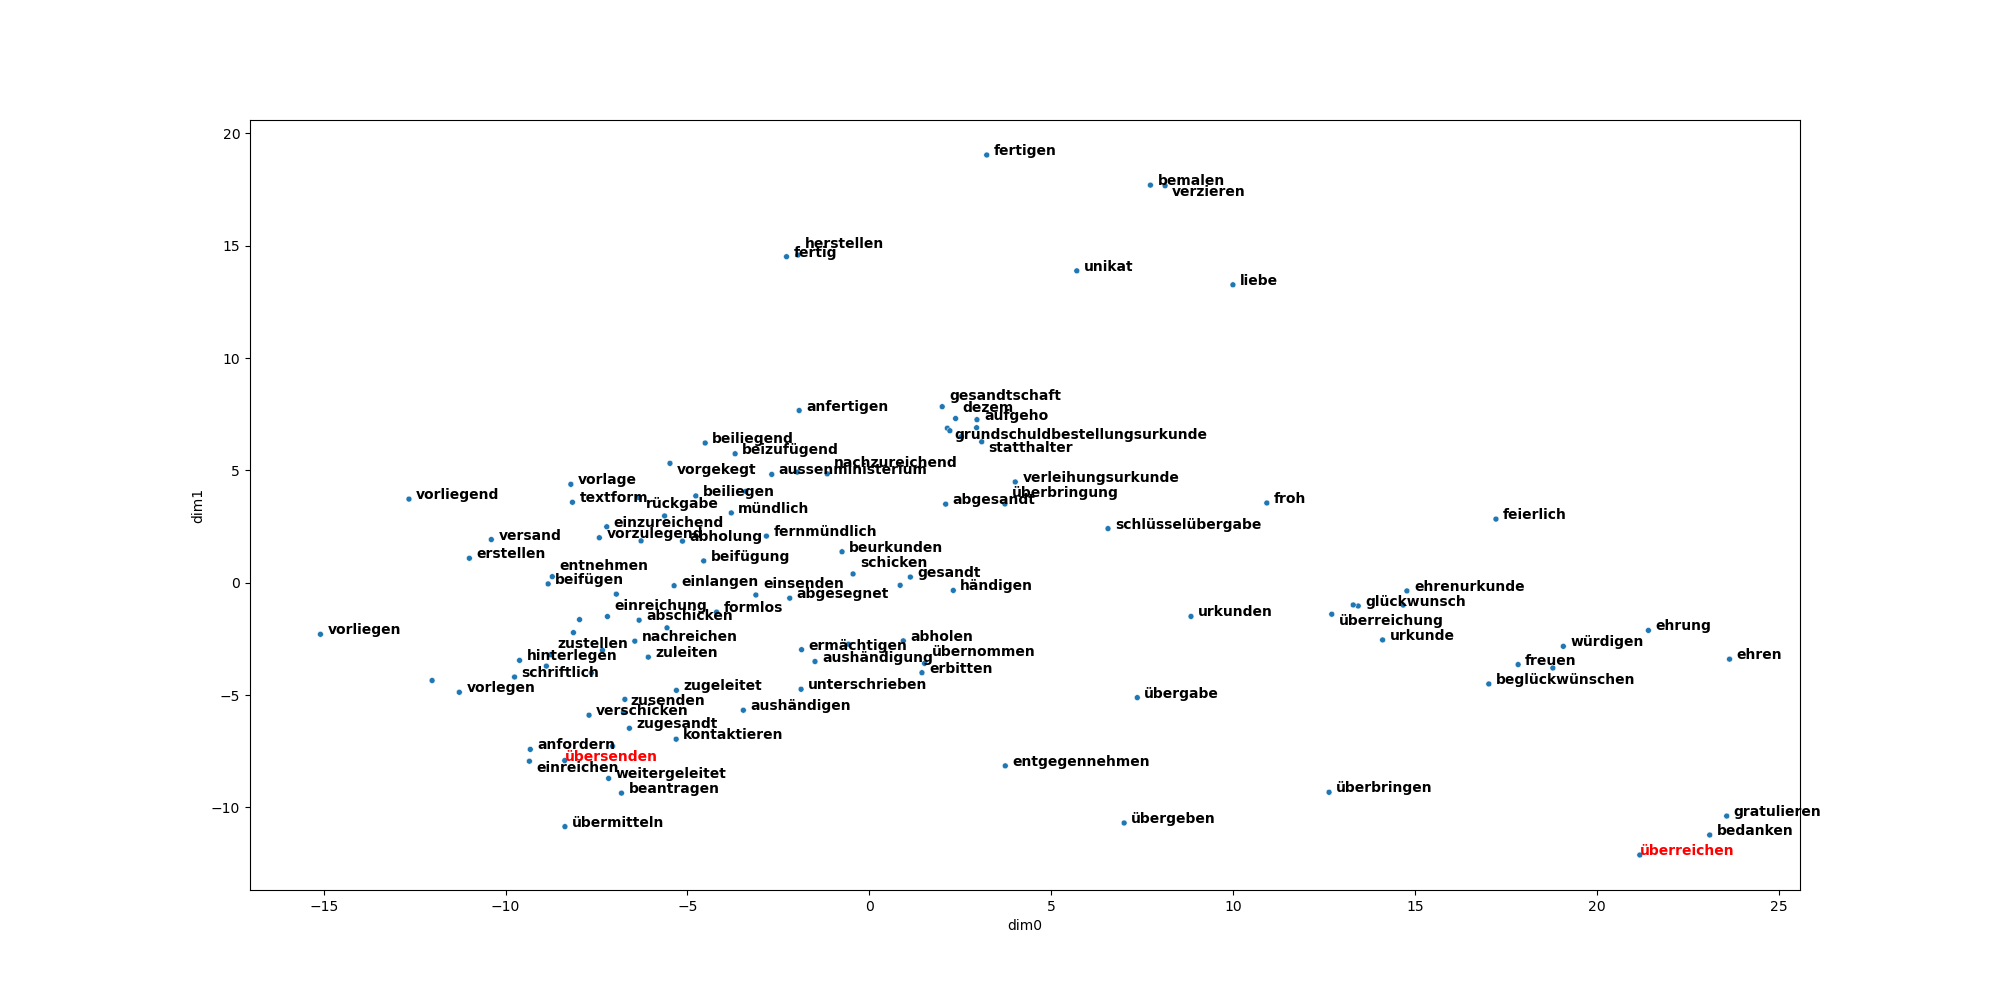 20
15
10
5
0
−5
−10
dim1
fertigen
bemalen
verzieren
herstellen
fertig
unikat
liebe
gesandtschaft
anfertigen
dezem
aufgeho
grundschuldbestellungsurkunde
beiliegend
statthalter
beizufügend
nachzureichend
vorgekegt
aussenministerium
vorlage
verleihungsurkunde
beiliegen
überbringung
vorliegend
textform
froh
abgesandt
rückgabe
mündlich
feierlich
einzureichend
schlüsselübergabe
fernmündlich
vorzulegend
versand
abholung
erstellen
beurkunden
beifügung
schicken
entnehmen
gesandt
beifügen
einlangen
einsenden
händigen
ehrenurkunde
abgesegnet
glückwunsch
einreichung
formlos
urkunden
abschicken
überreichung
ehrung
vorliegen
nachreichen
abholen
urkunde
würdigen
zustellen
ermächtigen
übernommen
zuleiten
ehren
hinterlegen
aushändigung
freuen
erbitten
schriftlich
beglückwünschen
vorlegen
zugeleitet
unterschrieben
übergabe
zusenden
aushändigen
verschicken
zugesandt
kontaktieren
anfordern
übersenden
entgegennehmen
einreichen
weitergeleitet
beantragen
überbringen
gratulieren
übermitteln
übergeben
bedanken
überreichen
−15
−10
−5
0
5
10
15
20
25
dim0